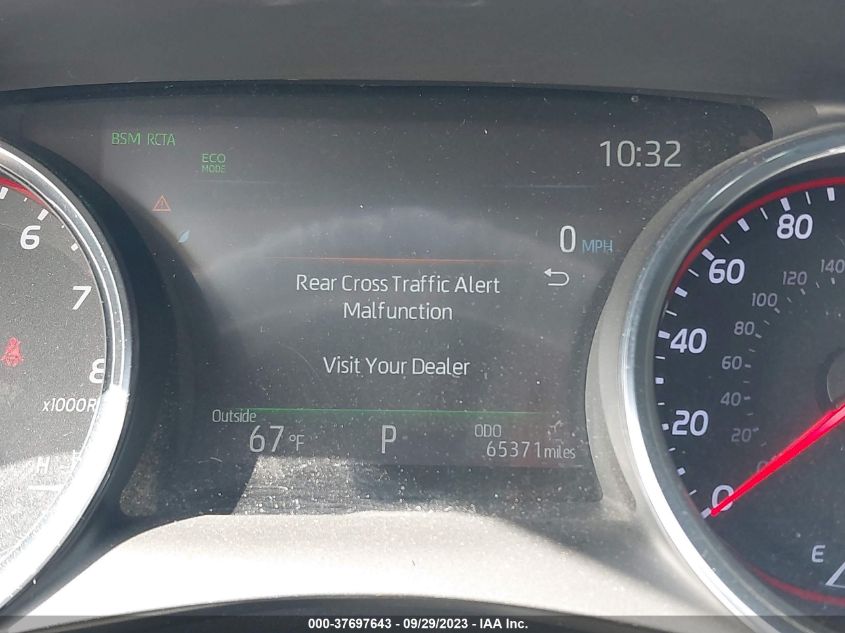 BSM RCTA
ECO
MODE
10:32
0 MPH
Rear Cross Traffic Alert
Malfunction
Visit Your Dealer
Outside
67 °F
P
ODO
65371 miles
6
7
8
x1000R
H
80
60
40
20
0
140
120
100
80
60
40
20
E
000-37697643 / 09/29/2023 - IAA Inc.